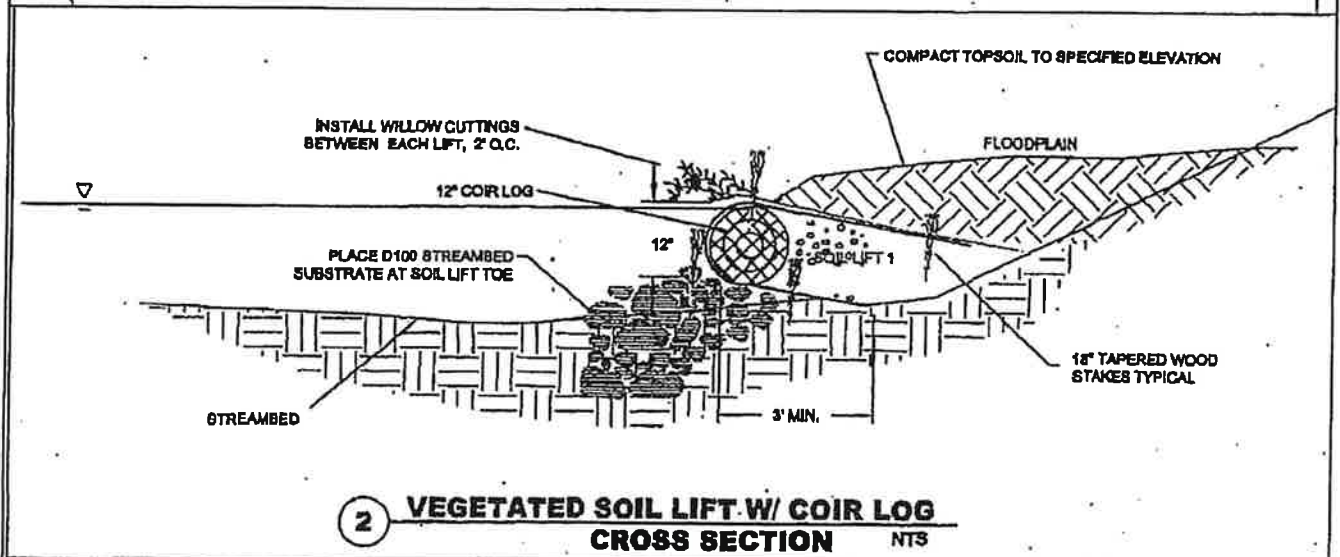 COMPACT TOPSOIL TO SPECIFIED ELEVATION
INSTALL WILLOW CUTTINGS
BETWEEN EACH LIFT, 2' O.C.
FLOODPLAIN
12" COIR LOG
12"
PLACE D100 STREAMBED
SUBSTRATE AT SOIL LIFT TOE
SOIL LIFT 1
18" TAPERED WOOD
STAKES TYPICAL
STREAMBED
3' MIN.
2
VEGETATED SOIL LIFT W/ COIR LOG
CROSS SECTION
NTS